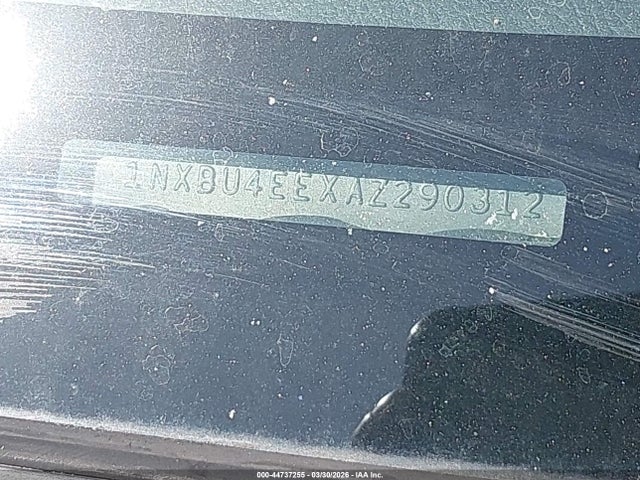 1NXBU4EEXAZ290312
000-44737255 - 03/30/2026 - IAA Inc.